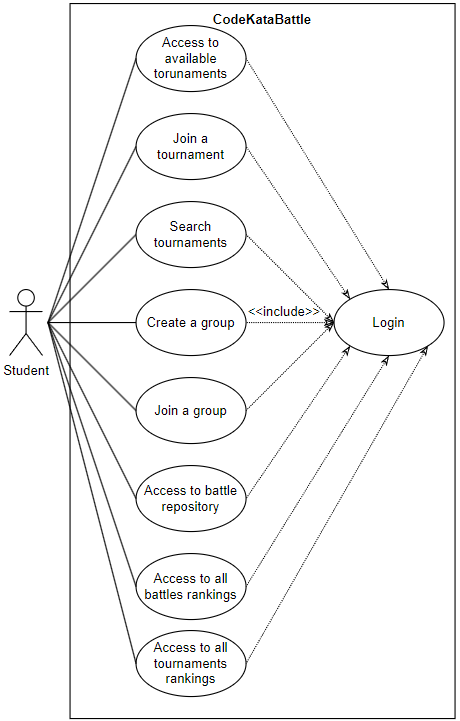 CodeKataBattle
Access to
available
torunaments
Join a
tournament
Search
tournaments
Create a group
<<include>>
Login
Student
Join a group
Access to battle
repository
Access to all
battles rankings
Access to all
tournaments
rankings